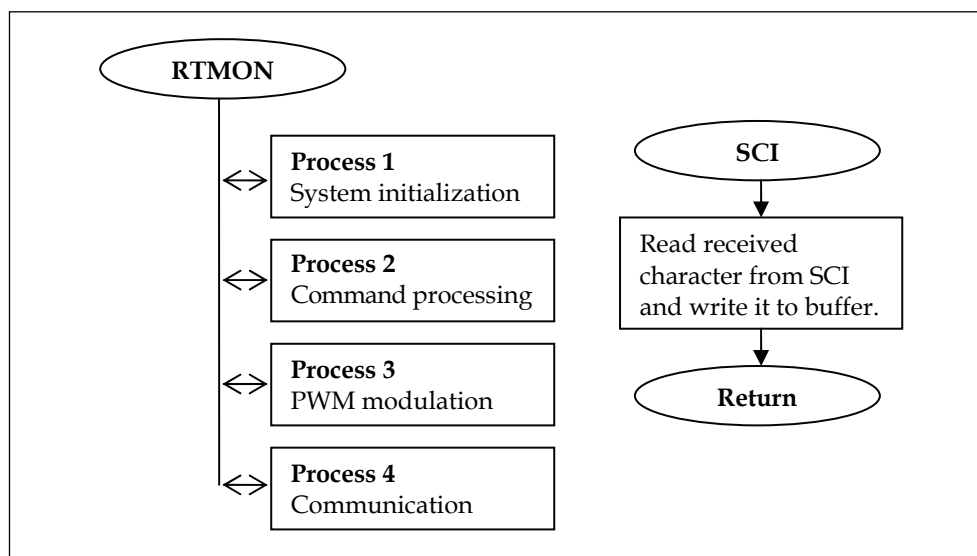 RTMON
Process 1
System initialization
Process 2
Command processing
Process 3
PWM modulation
Process 4
Communication
SCI
Read received
character from SCI
and write it to buffer.
Return